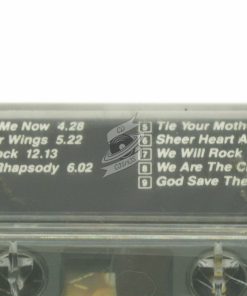 Me Now 4.28
r Wings 5.22
ock 12.13
Rhapsody 6.02
5 Tie Your Moth
6 Sheer Heart A
7 We Will Rock
8 We Are The C
9 God Save The
CD